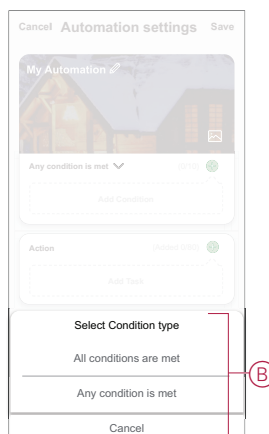 Cancel Automation settings Save
My Automation
Any condition is met
Add Condition
Action
Add Task
Select Condition type
All conditions are met
Any condition is met
B
Cancel